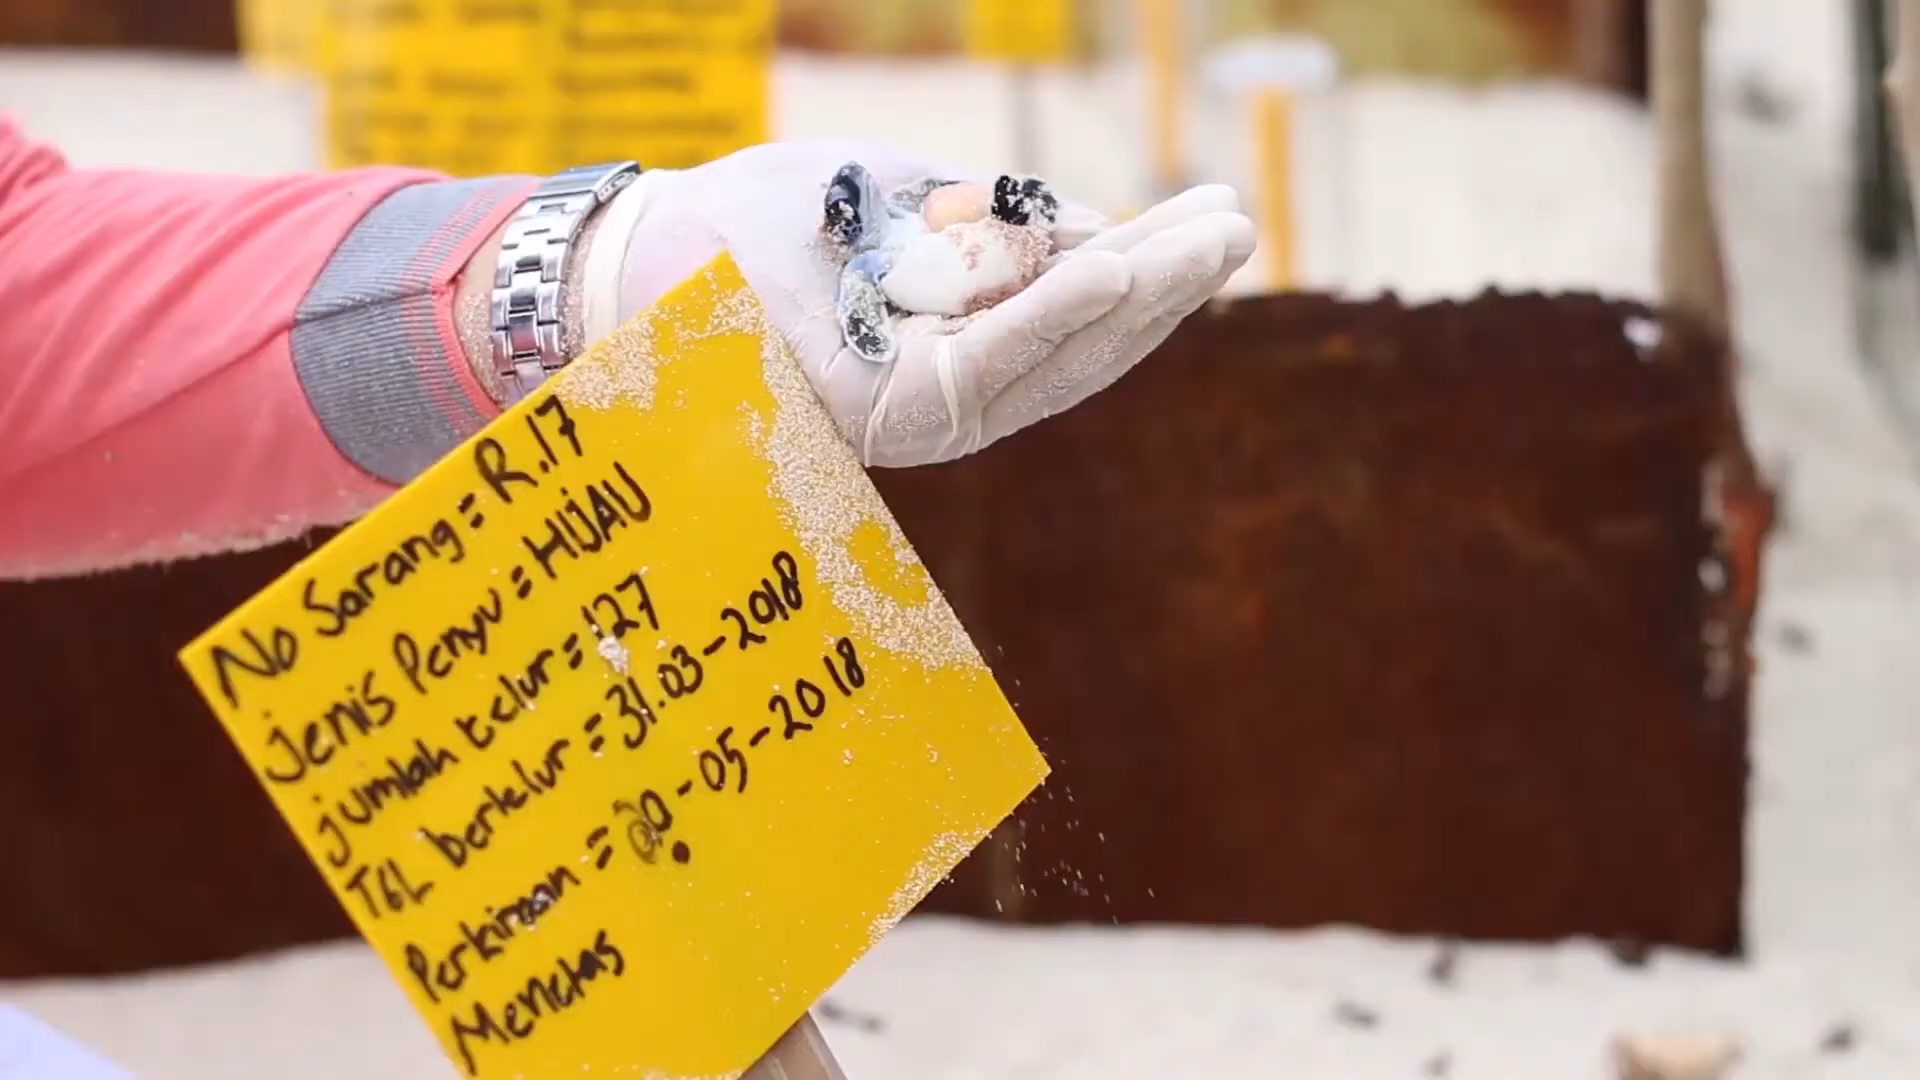 No Sarang = R.17
Jenis Penyu = HIJAU
jumlah telur = 127
TGL bertelur = 31.03-2018
Perkiraan = 20-05-2018
Menetas